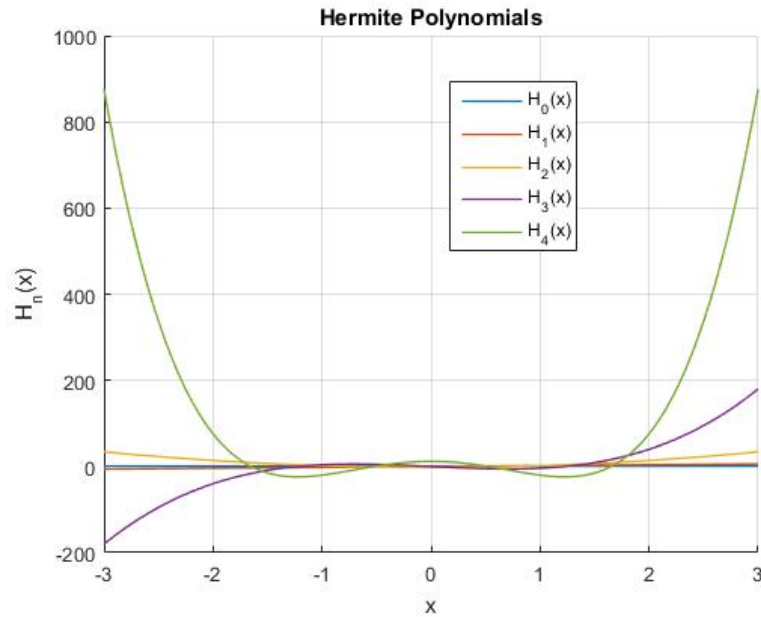 Hermite Polynomials
1000
800
600
400
200
0
-200
H_n(x)
H_0(x)
H_1(x)
H_2(x)
H_3(x)
H_4(x)
-3 -2 -1 0 1 2 3
x